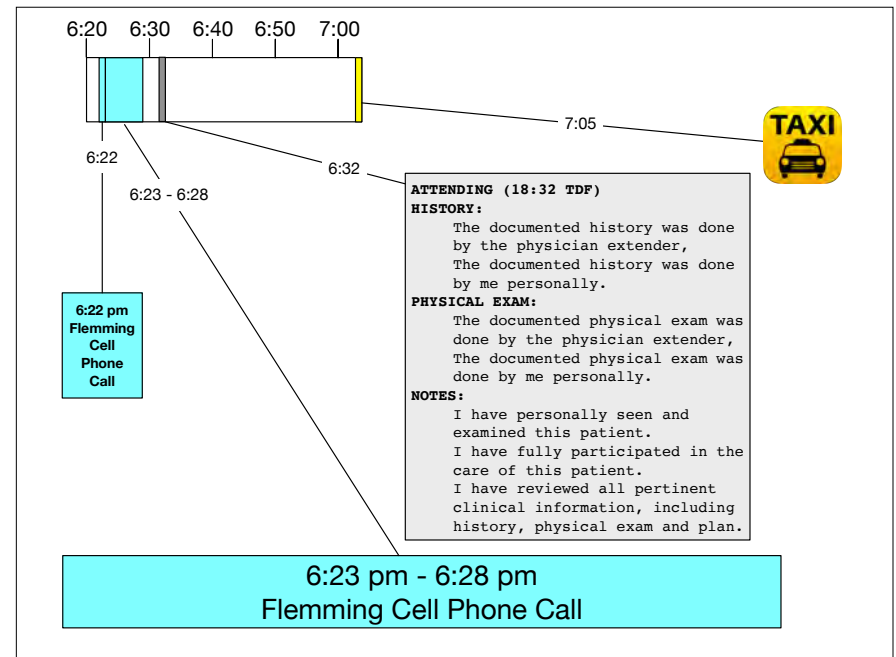 6:20 6:30 6:40 6:50 7:00
7:05
TAXI
6:22
6:32
6:23 - 6:28
ATTENDING (18:32 TDF)
HISTORY:
The documented history was done
by the physician extender,
The documented history was done
by me personally.
PHYSICAL EXAM:
The documented physical exam was
done by the physician extender,
The documented physical exam was
done by me personally.
NOTES:
I have personally seen and
examined this patient.
I have fully participated in the
care of this patient.
I have reviewed all pertinent
clinical information, including
history, physical exam and plan.
6:22 pm
Flemming
Cell
Phone
Call
6:23 pm - 6:28 pm
Flemming Cell Phone Call